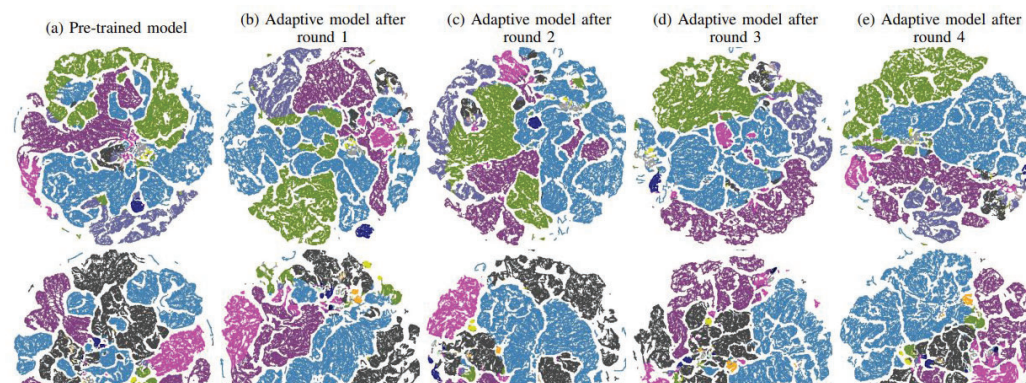 (a) Pre-trained model
(b) Adaptive model after
round 1
(c) Adaptive model after
round 2
(d) Adaptive model after
round 3
(e) Adaptive model after
round 4